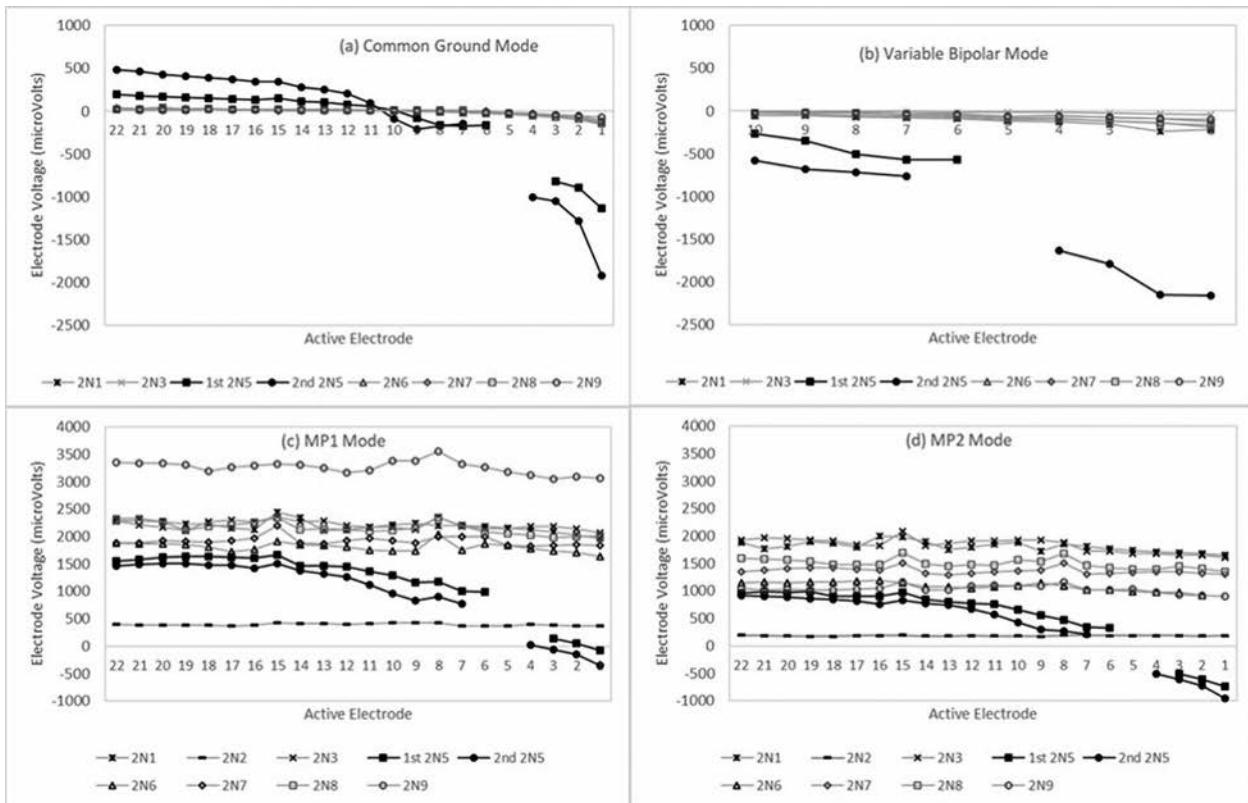 (a) Common Ground Mode
Electrode Voltage (microVolts)
1000
500
0
-500
-1000
-1500
-2000
-2500
22 21 20 19 18 17 16 15 14 13 12 11 10 9 8 7 6 5 4 3 2 1
Active Electrode
2N1 2N3 1st 2N5 2nd 2N5 2N6 2N7 2N8 2N9
(b) Variable Bipolar Mode
Electrode Voltage (microVolts)
1000
500
0
-500
-1000
-1500
-2000
-2500
10 9 8 7 6 5 4 3
Active Electrode
2N1 2N3 1st 2N5 2nd 2N5 2N6 2N7 2N8 2N9
(c) MP1 Mode
Electrode Voltage (microVolts)
4000
3500
3000
2500
2000
1500
1000
500
0
-500
-1000
22 21 20 19 18 17 16 15 14 13 12 11 10 9 8 7 6 5 4 3 2 1
Active Electrode
2N1 2N2 2N3 1st 2N5 2nd 2N5
2N6 2N7 2N8 2N9
(d) MP2 Mode
Electrode Voltage (microVolts)
4000
3500
3000
2500
2000
1500
1000
500
0
-500
-1000
22 21 20 19 18 17 16 15 14 13 12 11 10 9 8 7 6 5 4 3 2 1
Active Electrode
2N1 2N2 2N3 1st 2N5 2nd 2N5
2N6 2N7 2N8 2N9